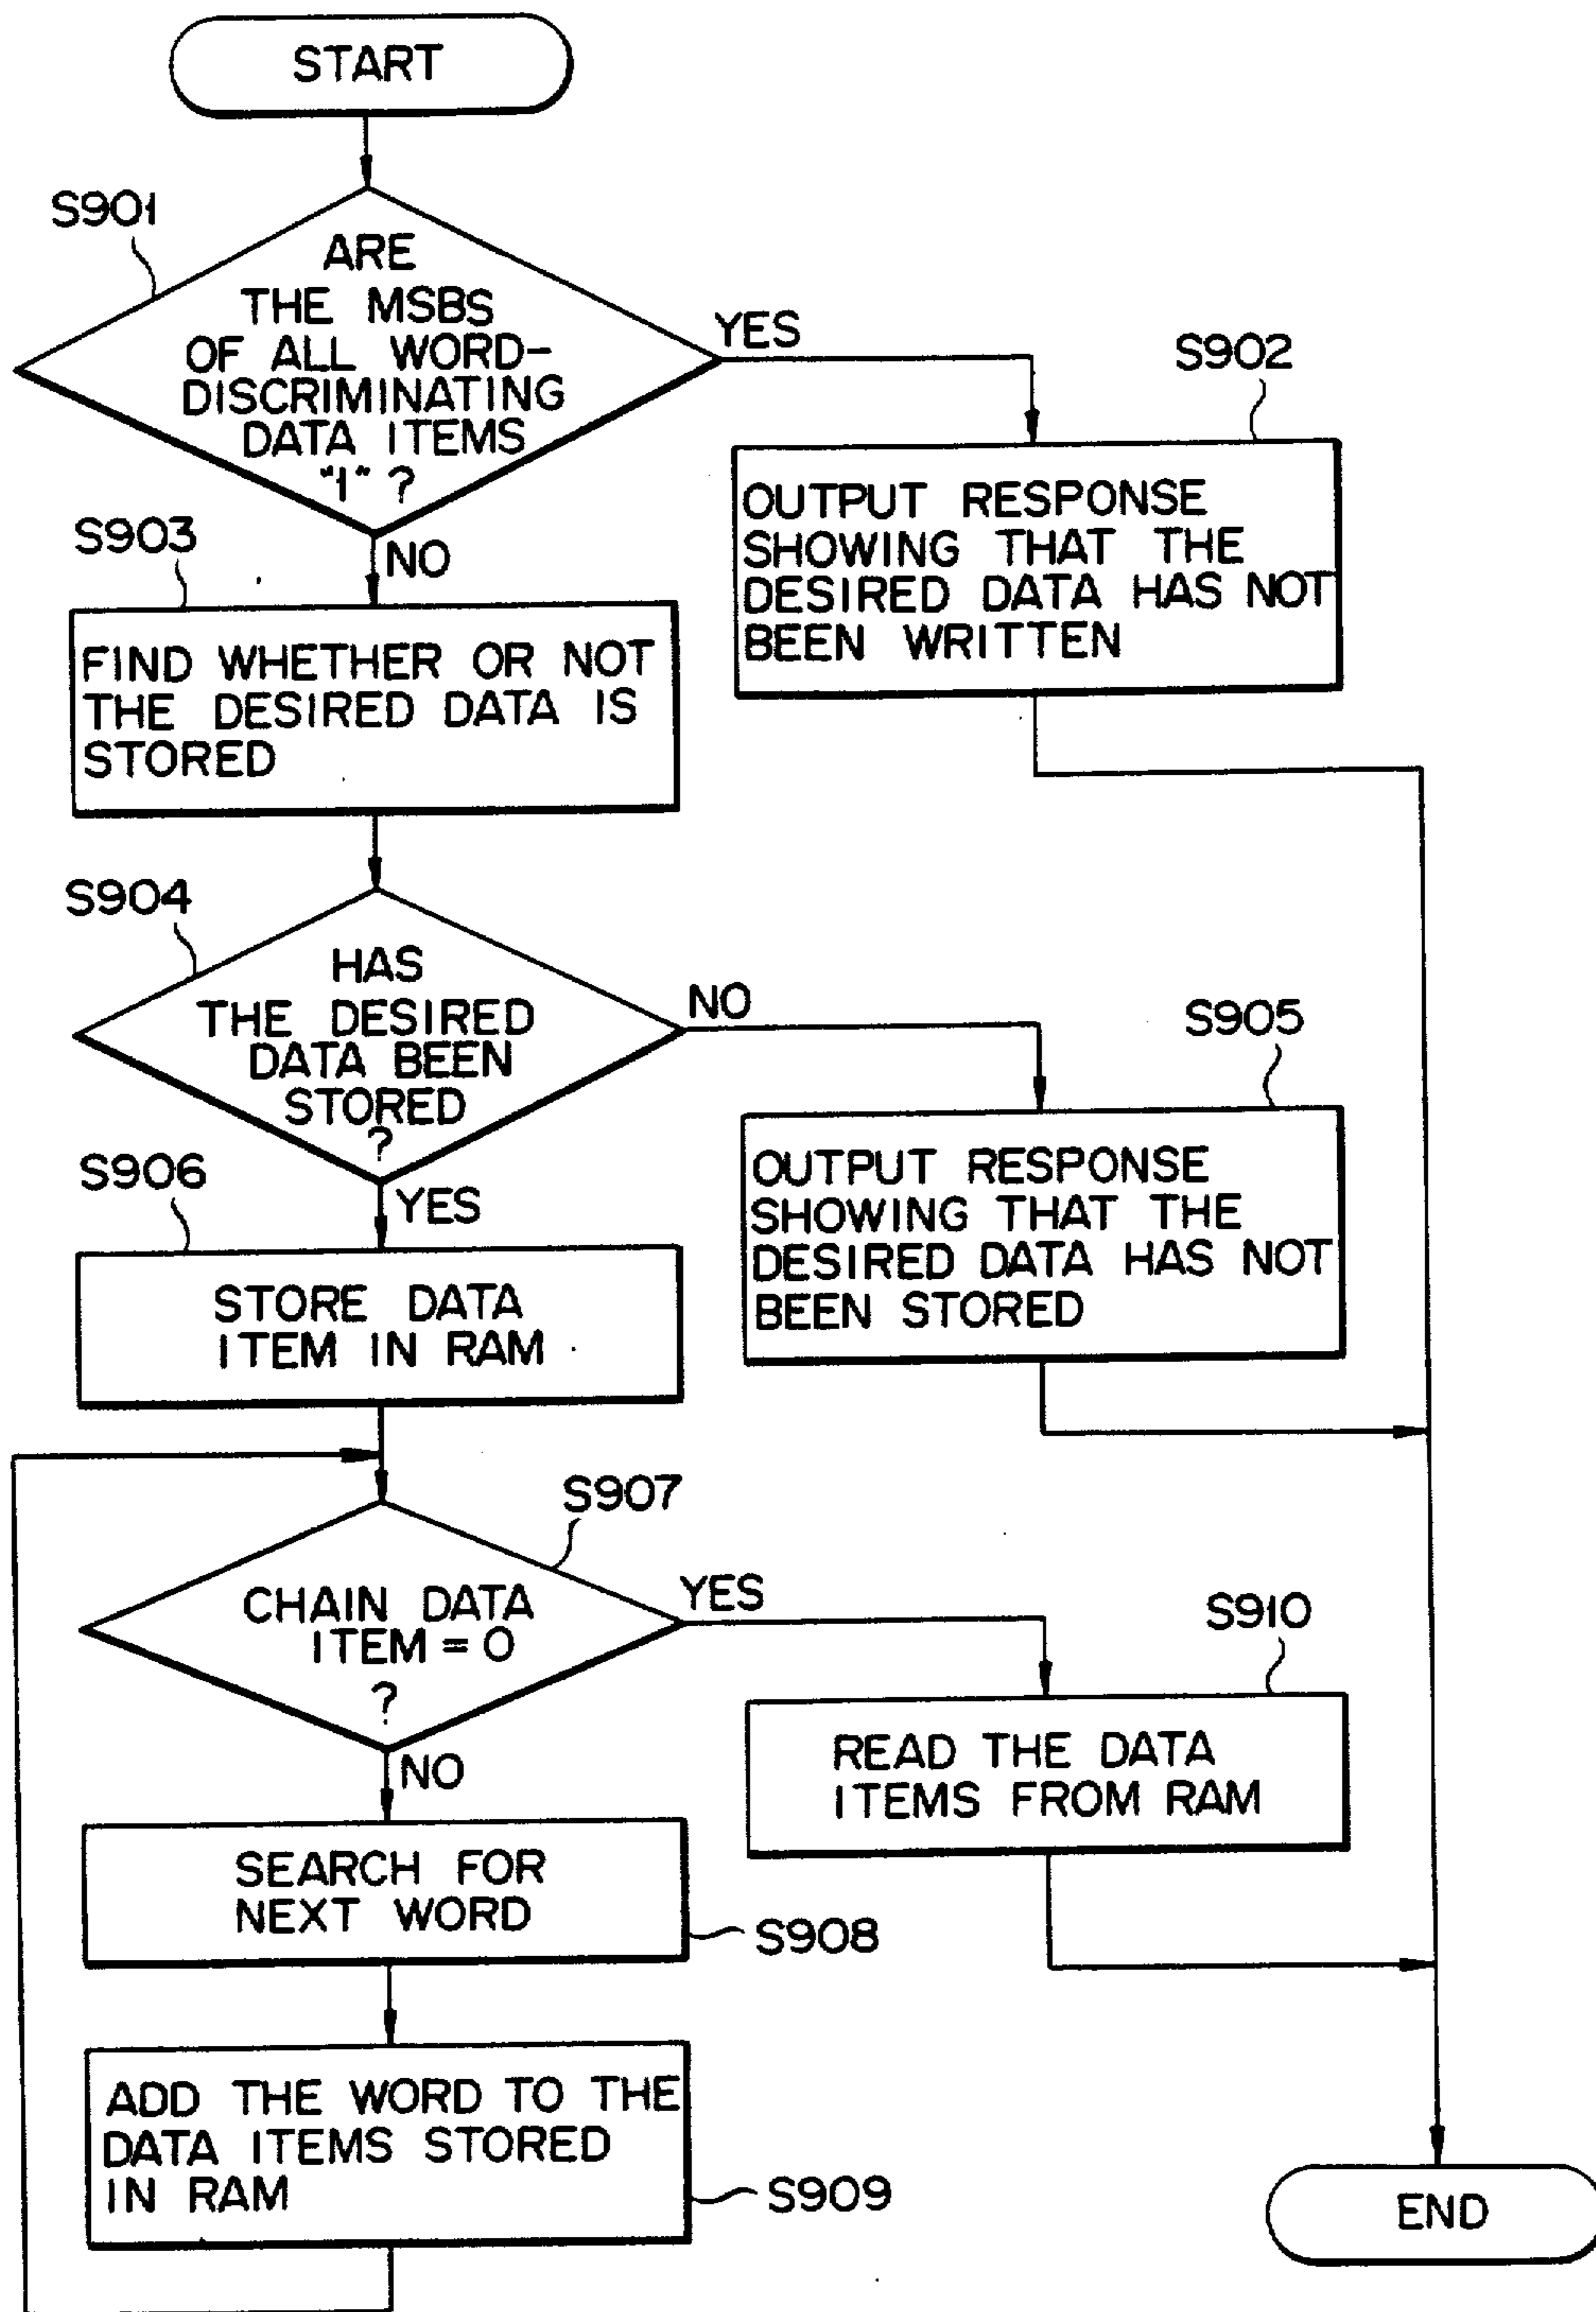 START
S901
ARE
THE MSBS
OF ALL WORD-
DISCRIMINATING
DATA ITEMS
"1" ?
YES
NO
S902
OUTPUT RESPONSE
SHOWING THAT THE
DESIRED DATA HAS NOT
BEEN WRITTEN
S903
FIND WHETHER OR NOT
THE DESIRED DATA IS
STORED
S904
HAS
THE DESIRED
DATA BEEN
STORED
?
NO
YES
S905
OUTPUT RESPONSE
SHOWING THAT THE
DESIRED DATA HAS NOT
BEEN STORED
S906
STORE DATA
ITEM IN RAM
S907
CHAIN DATA
ITEM = 0
?
YES
NO
S910
READ THE DATA
ITEMS FROM RAM
SEARCH FOR
NEXT WORD
S908
ADD THE WORD TO THE
DATA ITEMS STORED
IN RAM
S909
END